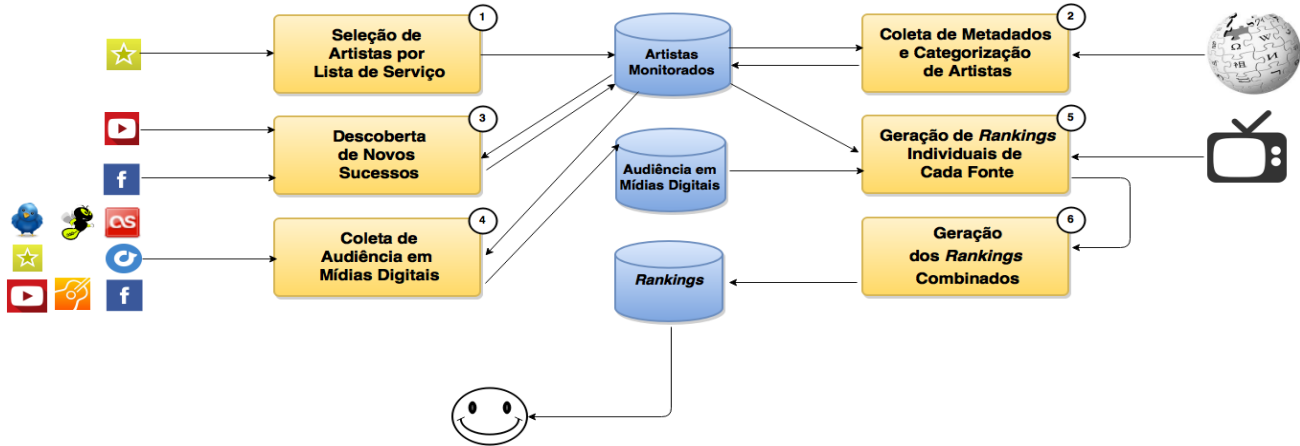 1
Seleção de
Artistas por
Lista de Serviço
Artistas
Monitorados
2
Coleta de Metadados
e Categorização
de Artistas
3
Descoberta
de Novos
Sucessos
Audiência em
Mídias Digitais
5
Geração de Rankings
Individuais de
Cada Fonte
4
Coleta de
Audiência em
Mídias Digitais
Rankings
6
Geração
dos Rankings
Combinados